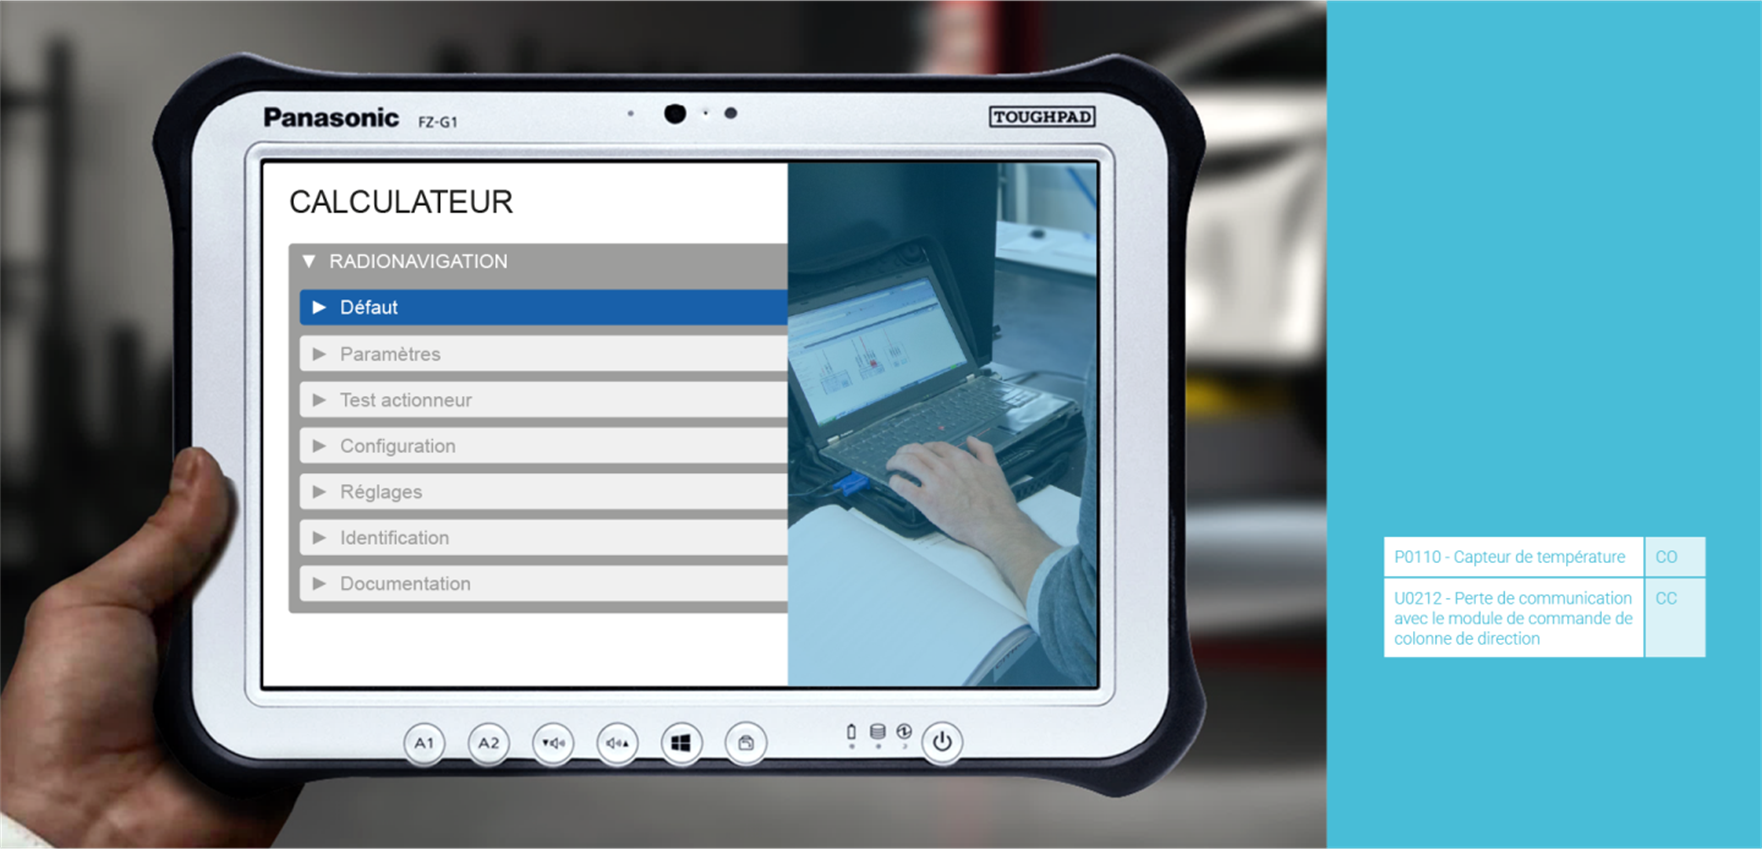 Panasonic FZ-G1
TOUGHPAD
CALCULATEUR
▼ RADIONAVIGATION
▶ Défaut
▶ Paramètres
▶ Test actionneur
▶ Configuration
▶ Réglages
▶ Identification
▶ Documentation
A1 A2
P0110 - Capteur de température CO
U0212 - Perte de communication CC
avec le module de commande de
colonne de direction